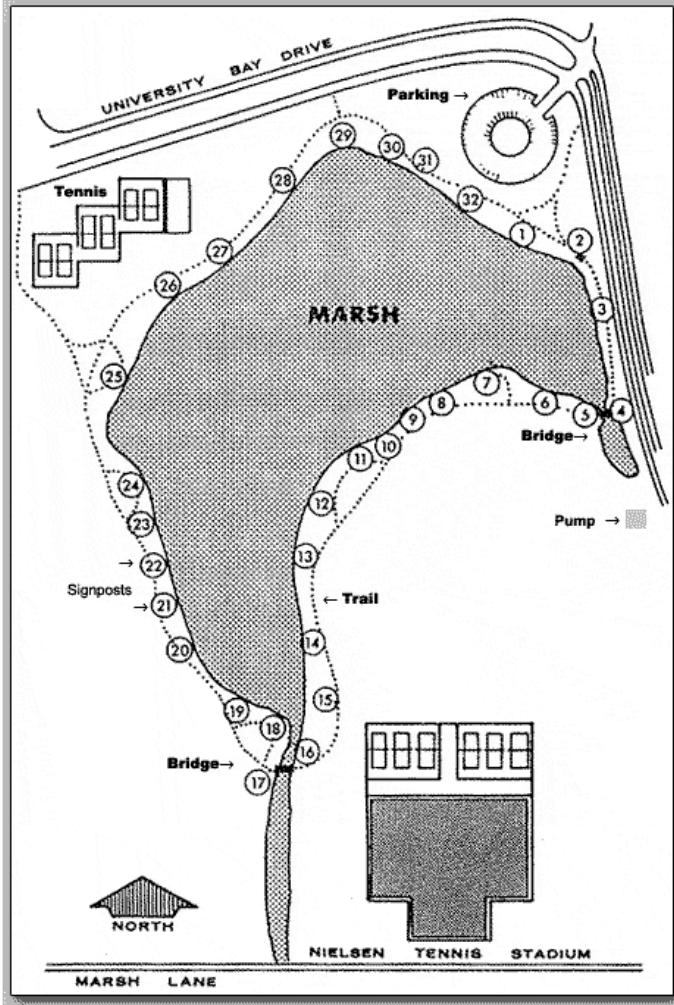 UNIVERSITY BAY DRIVE
Parking →
29
30
31
28
Tennis
32
1
2
27
26
3
MARSH
25
7
8
6
5
4
9
Bridge→
10
11
24
12
23
Pump →
22
13
→
Signposts
→
21
← Trail
14
20
15
19
18
16
Bridge→
17
NORTH
NIELSEN TENNIS STADIUM
MARSH LANE